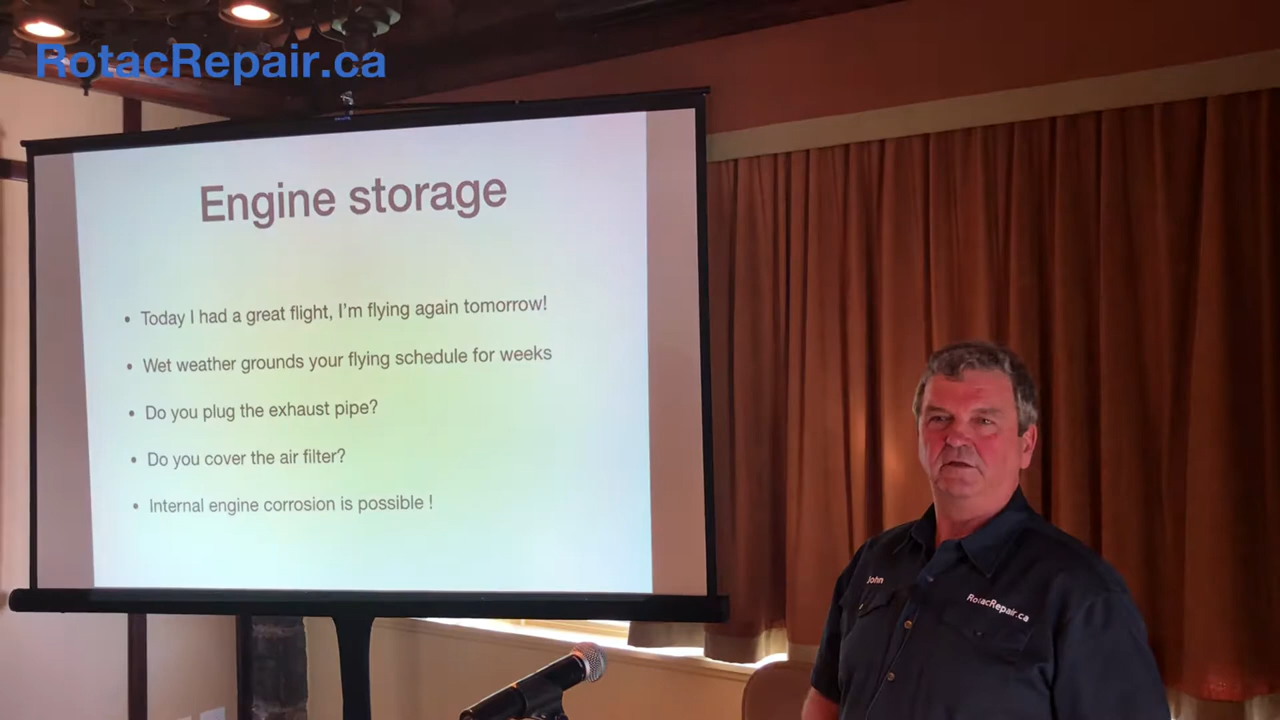 RotacRepair.ca
Engine storage
• Today I had a great flight, I'm flying again tomorrow!
• Wet weather grounds your flying schedule for weeks
• Do you plug the exhaust pipe?
• Do you cover the air filter?
• Internal engine corrosion is possible !
John
RotacRepair.ca